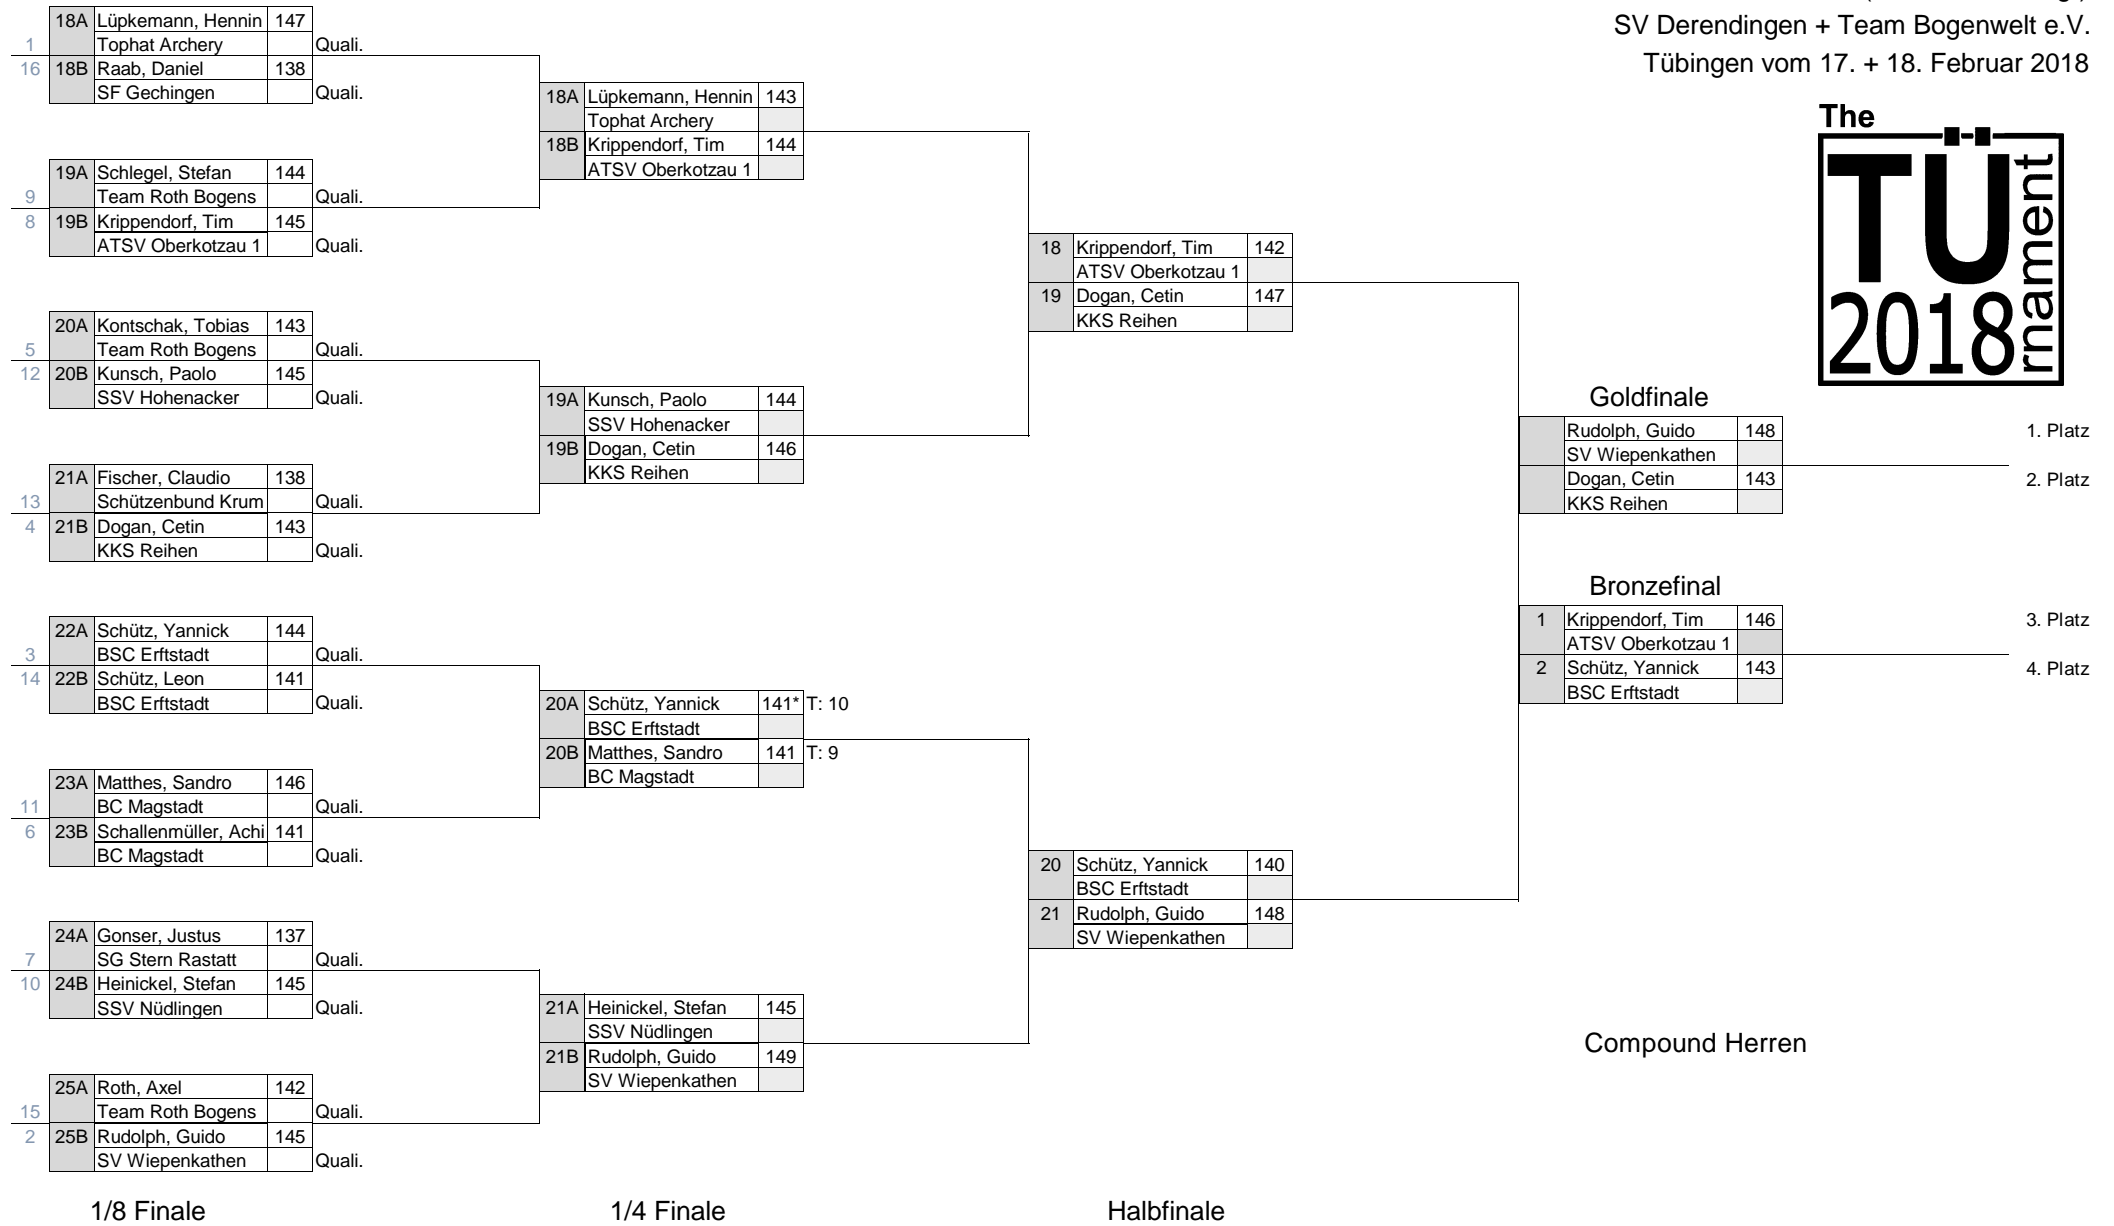 SV Derendingen + Team Bogenwelt e.V.
Tübingen vom 17. + 18. Februar 2018
The
TÜ
rnament
2018
18A Lüpkemann, Hennin 147
1 Tophat Archery Quali.
16 18B Raab, Daniel 138
SF Gechingen Quali.
19A Schlegel, Stefan 144
9 Team Roth Bogens Quali.
8 19B Krippendorf, Tim 145
ATSV Oberkotzau 1 Quali.
20A Kontschak, Tobias 143
5 Team Roth Bogens Quali.
12 20B Kunsch, Paolo 145
SSV Hohenacker Quali.
21A Fischer, Claudio 138
13 Schützenbund Krum Quali.
4 21B Dogan, Cetin 143
KKS Reihen Quali.
22A Schütz, Yannick 144
3 BSC Erftstadt Quali.
14 22B Schütz, Leon 141
BSC Erftstadt Quali.
23A Matthes, Sandro 146
11 BC Magstadt Quali.
6 23B Schallenmüller, Achi 141
BC Magstadt Quali.
24A Gonser, Justus 137
7 SG Stern Rastatt Quali.
10 24B Heinickel, Stefan 145
SSV Nüdlingen Quali.
25A Roth, Axel 142
15 Team Roth Bogens Quali.
2 25B Rudolph, Guido 145
SV Wiepenkathen Quali.
1/8 Finale
18A Lüpkemann, Hennin 143
Tophat Archery
18B Krippendorf, Tim 144
ATSV Oberkotzau 1
19A Kunsch, Paolo 144
SSV Hohenacker
19B Dogan, Cetin 146
KKS Reihen
20A Schütz, Yannick 141* T: 10
BSC Erftstadt
20B Matthes, Sandro 141 T: 9
BC Magstadt
21A Heinickel, Stefan 145
SSV Nüdlingen
21B Rudolph, Guido 149
SV Wiepenkathen
1/4 Finale
18 Krippendorf, Tim 142
ATSV Oberkotzau 1
19 Dogan, Cetin 147
KKS Reihen
20 Schütz, Yannick 140
BSC Erftstadt
21 Rudolph, Guido 148
SV Wiepenkathen
Halbfinale
Goldfinale
Rudolph, Guido 148 1. Platz
SV Wiepenkathen
Dogan, Cetin 143 2. Platz
KKS Reihen
Bronzefinal
1 Krippendorf, Tim 146 3. Platz
ATSV Oberkotzau 1
2 Schütz, Yannick 143 4. Platz
BSC Erftstadt
Compound Herren